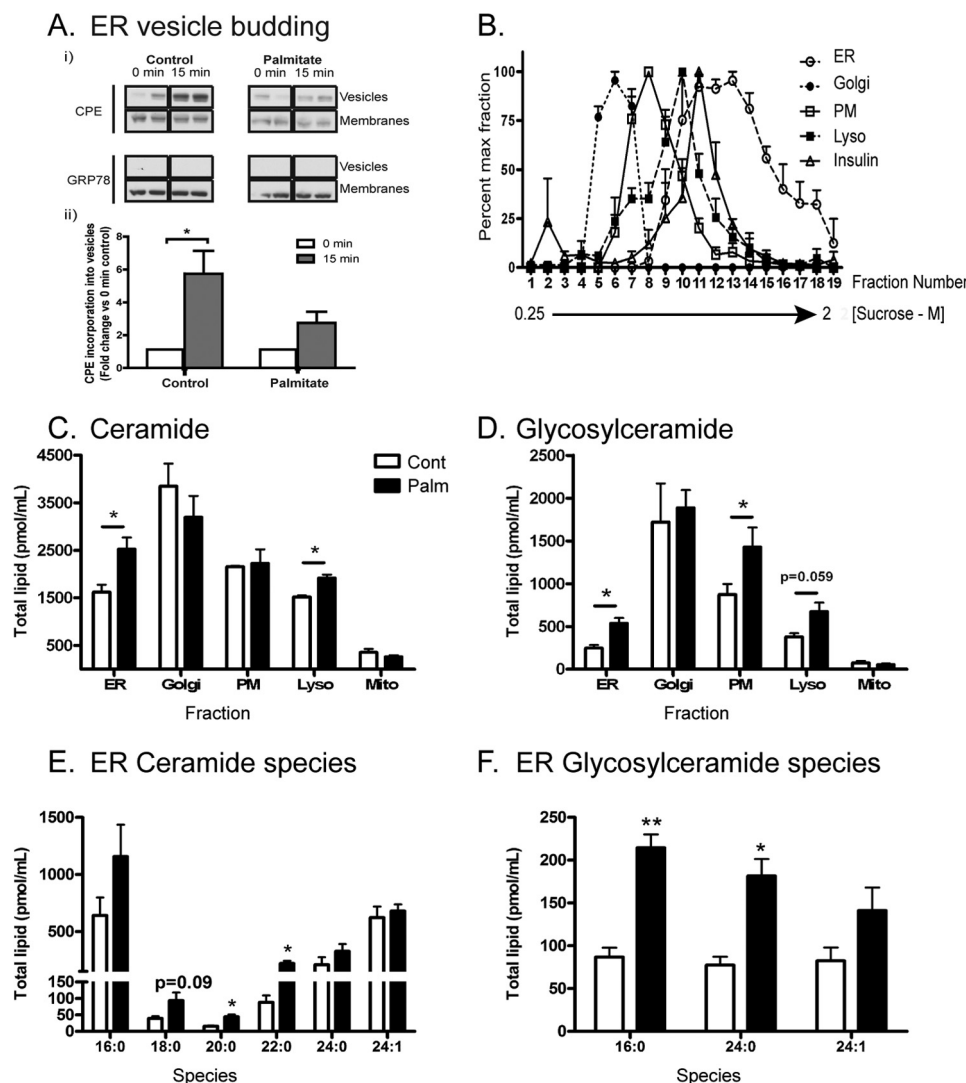 A. ER vesicle budding
i)
Control
Palmitate
0 min 15 min
0 min 15 min
CPE
Vesicles
Membranes
GRP78
Vesicles
Membranes
ii)
CPE incorporation into vesicles
(Fold change vs 0 min control)
8
6
4
2
0
*
0 min
15 min
Control
Palmitate
B.
Percent max fraction
100
75
50
25
0
ER
Golgi
PM
Lyso
Insulin
1 2 3 4 5 6 7 8 9 10 11 12 13 14 15 16 17 18 19
Fraction Number
0.25
2
[Sucrose - M]
C. Ceramide
Total lipid (pmol/mL)
4500
3500
2500
1500
500
Cont
Palm
*
*
ER Golgi PM Lyso Mito
Fraction
D. Glycosylceramide
Total lipid (pmol/mL)
2500
2000
1500
1000
500
0
*
*
p=0.059
ER Golgi PM Lyso Mito
Fraction
E. ER Ceramide species
Total lipid (pmol/mL)
1500
1000
500
150
100
50
0
p=0.09
*
*
16:0 18:0 20:0 22:0 24:0 24:1
Species
F. ER Glycosylceramide species
Total lipid (pmol/mL)
250
200
150
100
50
0
**
*
16:0 24:0 24:1
Species